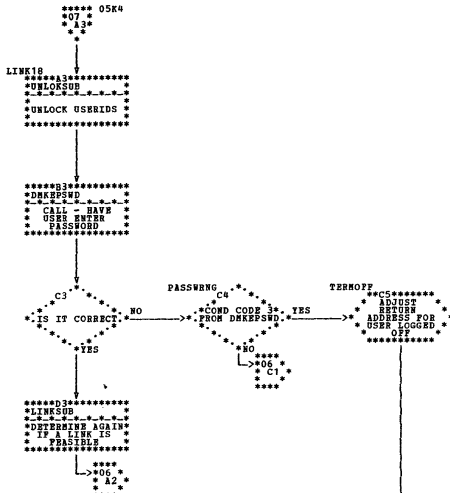 05K4
*07 *
* A3*
LINK18
*****A3*****
*UNLOKSUB *
*-*-*-*-*-*-*-*-*
*UNLOCK USERIDS *
*****B3*****
*DMKEPSWD *
*-*-*-*-*-*-*-*-*
* CALL - HAVE *
* USER ENTER *
* PASSWORD *
C3
* IS IT CORRECT *
NO
YES
PASSWRNG
C4
*COND CODE 3*
FROM DMKEPSWD
YES
NO
*06 *
* C1 *
TERMOFF
**C5*******
ADJUST
RETURN
* ADDRESS FOR *
USER LOGGED
OFF
*****D3*****
*LINKSUB *
*-*-*-*-*-*-*-*-*
*DETERMINE AGAIN*
* IF A LINK IS *
* FEASIBLE *
*06 *
* A2 *